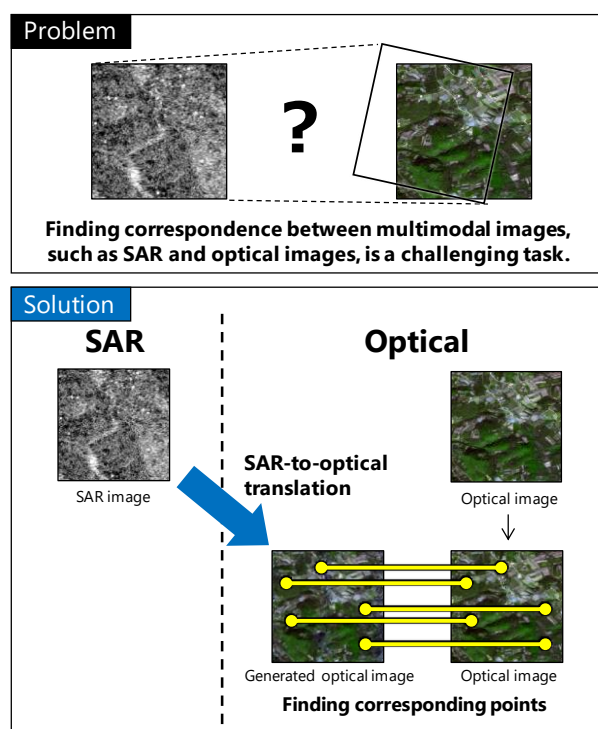 Problem
?
Finding correspondence between multimodal images,
such as SAR and optical images, is a challenging task.
Solution
SAR
Optical
SAR image
SAR-to-optical
translation
Optical image
Generated optical image
Optical image
Finding corresponding points